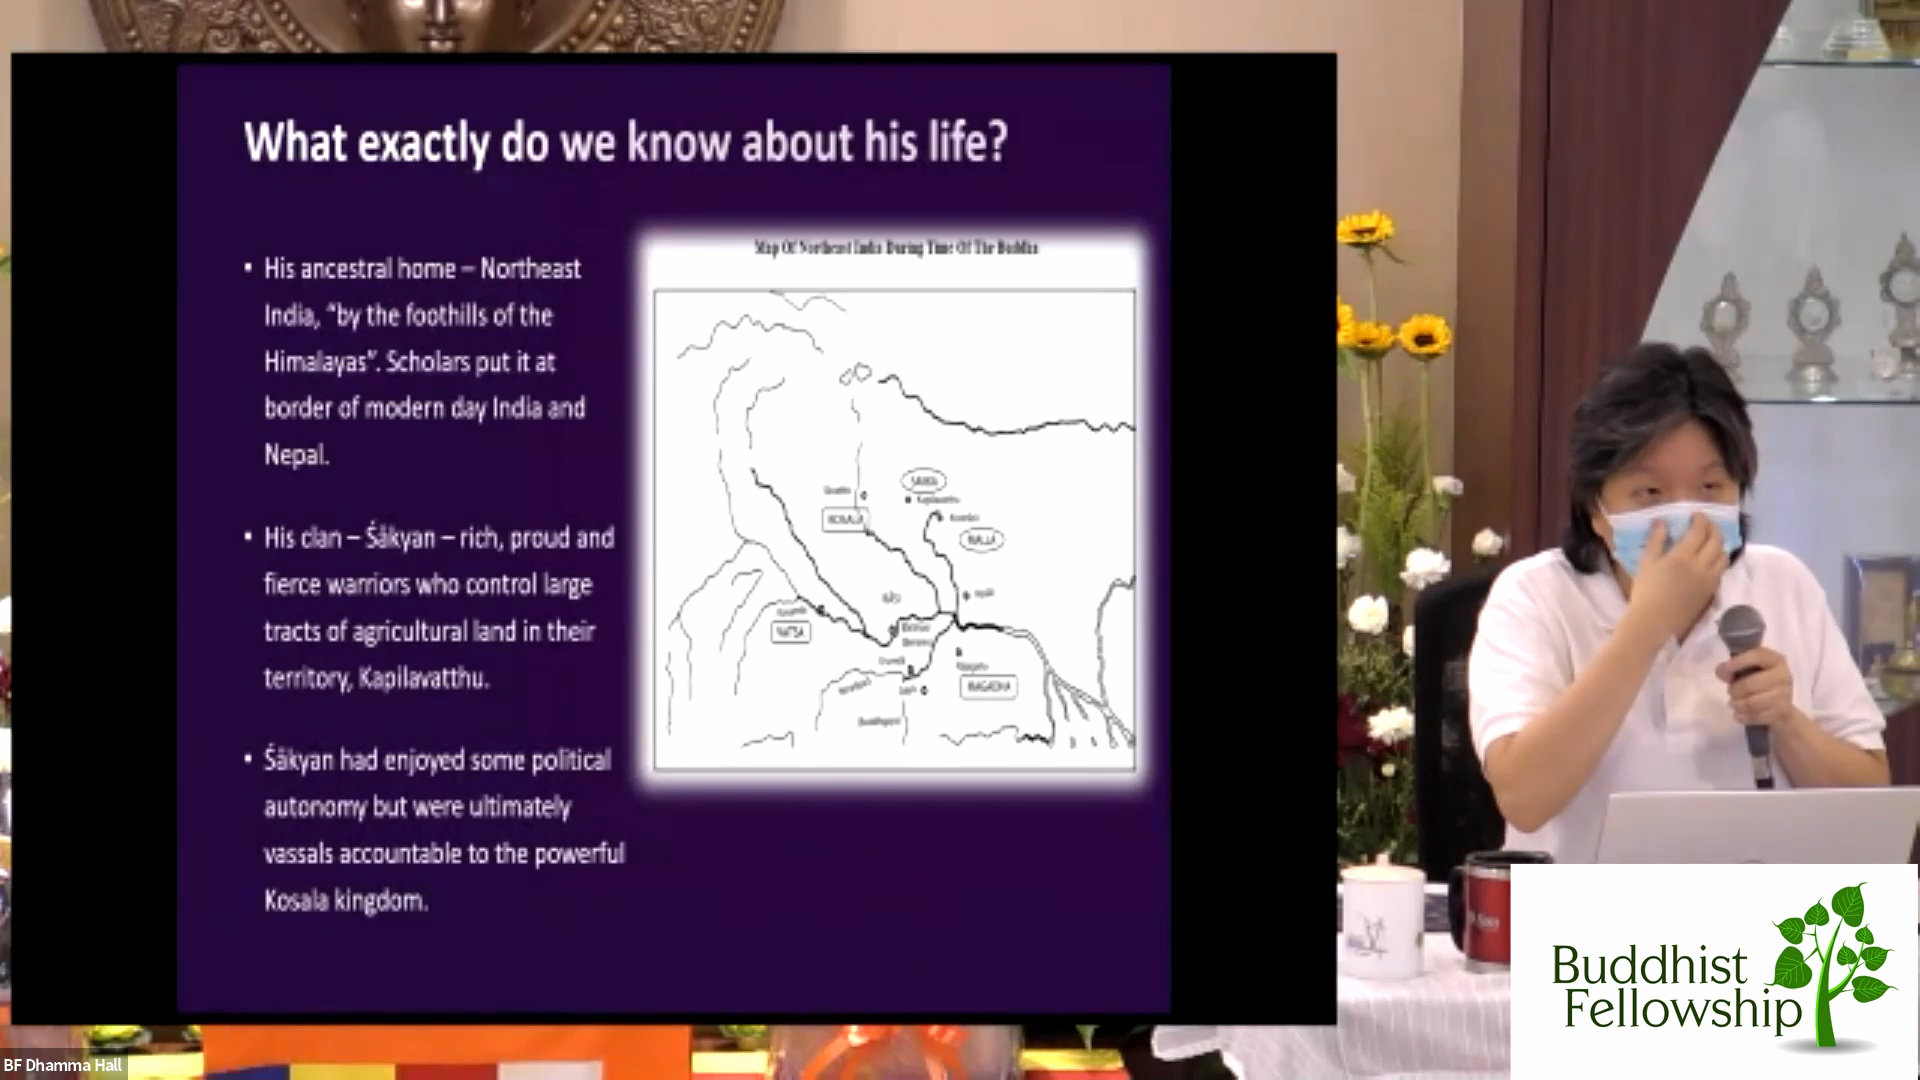 What exactly do we know about his life?
• His ancestral home – Northeast
India, “by the foothills of the
Himalayas”. Scholars put it at
border of modern day India and
Nepal.
• His clan – Śākyan – rich, proud and
fierce warriors who control large
tracts of agricultural land in their
territory, Kapilavatthu.
• Śākyan had enjoyed some political
autonomy but were ultimately
vassals accountable to the powerful
Kosala kingdom.
Map Of Northeast India During Time Of The Buddha
KOSALA
MALLA
VATSA
MAGADHA
Buddhist
Fellowship
BF Dhamma Hall